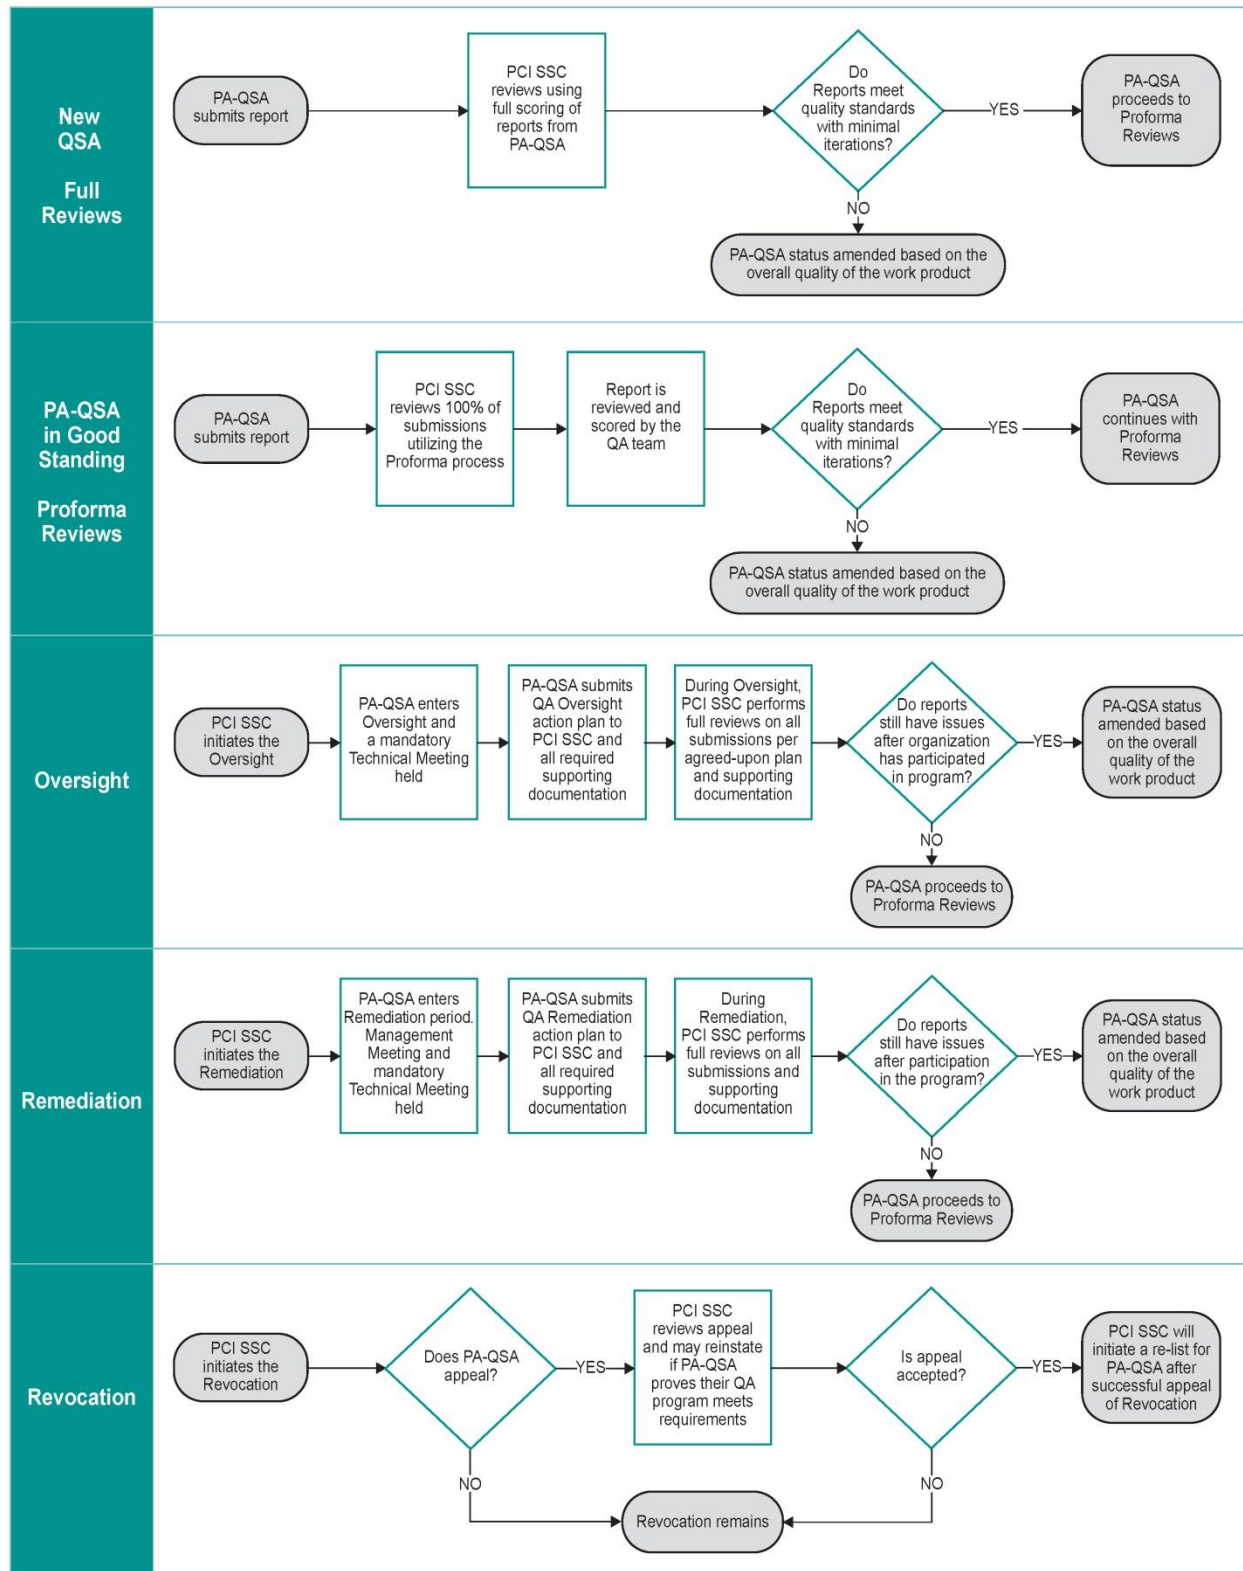 New
QSA
Full
Reviews
PA-QSA
submits report
PCI SSC
reviews using
full scoring of
reports from
PA-QSA
Do
Reports meet
quality standards
with minimal
iterations?
YES
PA-QSA
proceeds to
Proforma
Reviews
NO
PA-QSA status amended based on the
overall quality of the work product
PA-QSA
in Good
Standing
Proforma
Reviews
PA-QSA
submits report
PCI SSC
reviews 100% of
submissions
utilizing the
Proforma process
Report is
reviewed and
scored by the
QA team
Do
Reports meet
quality standards
with minimal
iterations?
YES
PA-QSA
continues with
Proforma
Reviews
NO
PA-QSA status amended based on the
overall quality of the work product
Oversight
PCI SSC
initiates the
Oversight
PA-QSA enters
Oversight and
a mandatory
Technical Meeting
held
PA-QSA submits
QA Oversight
action plan to
PCI SSC and
all required
supporting
documentation
During Oversight,
PCI SSC performs
full reviews on all
submissions per
agreed-upon plan
and supporting
documentation
Do reports
still have issues
after organization
has participated
in program?
YES
PA-QSA status
amended based
on the overall
quality of the
work product
NO
PA-QSA proceeds to
Proforma Reviews
Remediation
PCI SSC
initiates the
Remediation
PA-QSA enters
Remediation period.
Management
Meeting and
mandatory
Technical Meeting
held
PA-QSA submits
QA Remediation
action plan to
PCI SSC and
all required
supporting
documentation
During
Remediation,
PCI SSC performs
full reviews on all
submissions and
supporting
documentation
Do reports
still have issues
after participation
in the program?
YES
PA-QSA status
amended based
on the overall
quality of the
work product
NO
PA-QSA proceeds to
Proforma Reviews
Revocation
PCI SSC
initiates the
Revocation
Does PA-QSA
appeal?
YES
PCI SSC
reviews appeal
and may reinstate
if PA-QSA
proves their QA
program meets
requirements
Is appeal
accepted?
YES
PCI SSC will
initiate a re-list for
PA-QSA after
successful appeal
of Revocation
NO
NO
Revocation remains